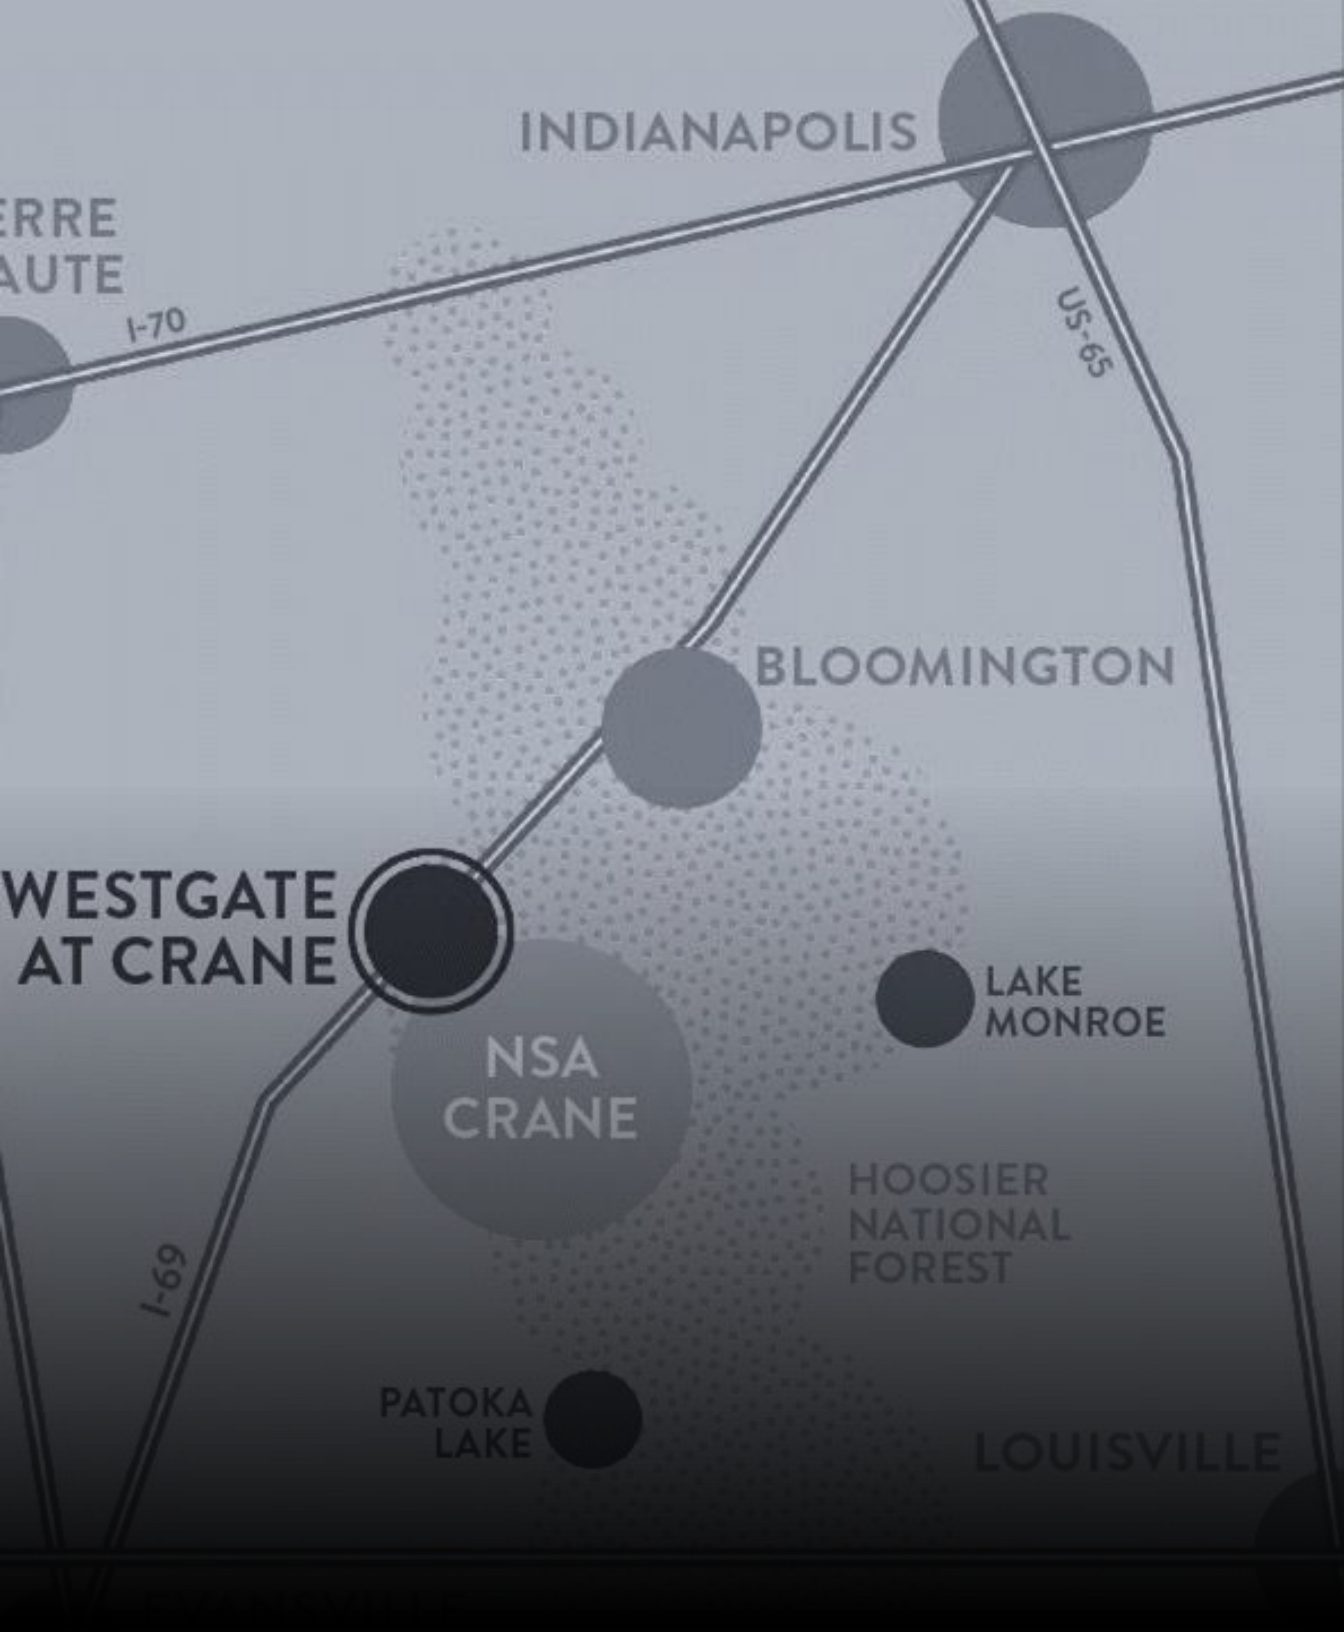 INDIANAPOLIS
ERRE
AUTE
I-70
US-65
BLOOMINGTON
WESTGATE
AT CRANE
LAKE
MONROE
NSA
CRANE
HOOSIER
NATIONAL
FOREST
I-69
PATOKA
LAKE
LOUISVILLE
EVANSVILLE